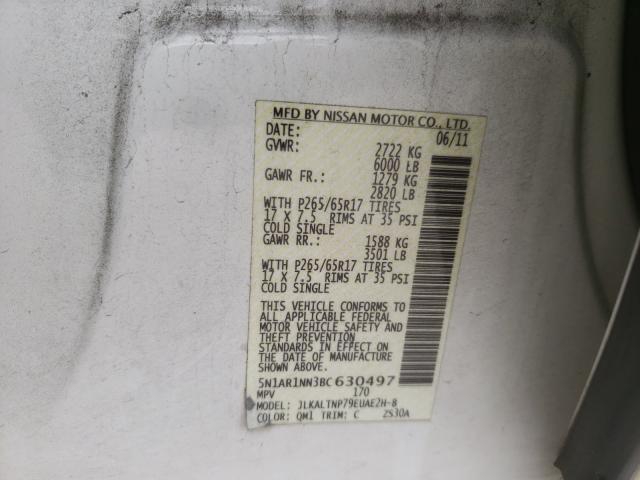 MFD BY NISSAN MOTOR CO., LTD.
DATE: 06/11
GVWR: 2722 KG
6000 LB
GAWR FR.: 1279 KG
2820 LB
WITH P265/65R17 TIRES
17 X 7.5 RIMS AT 35 PSI
COLD SINGLE
GAWR RR.: 1588 KG
3501 LB
WITH P265/65R17 TIRES
17 X 7.5 RIMS AT 35 PSI
COLD SINGLE
THIS VEHICLE CONFORMS TO
ALL APPLICABLE FEDERAL
MOTOR VEHICLE SAFETY AND
THEFT PREVENTION
STANDARDS IN EFFECT ON
THE DATE OF MANUFACTURE
SHOWN ABOVE.
5N1AR1NN3BC630497
MPV 170
MODEL: JLKALTNP79EUAE2H-8
COLOR: QM1 TRIM: C ZS30A